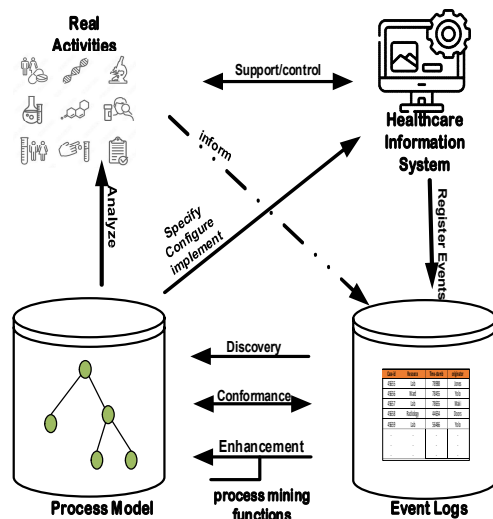 Real
Activities
Support/control
Healthcare
Information
System
inform
Analyze
Specify
Configure
implement
Register Events
Discovery
Conformance
Enhancement
process mining
functions
Process Model
Event Logs